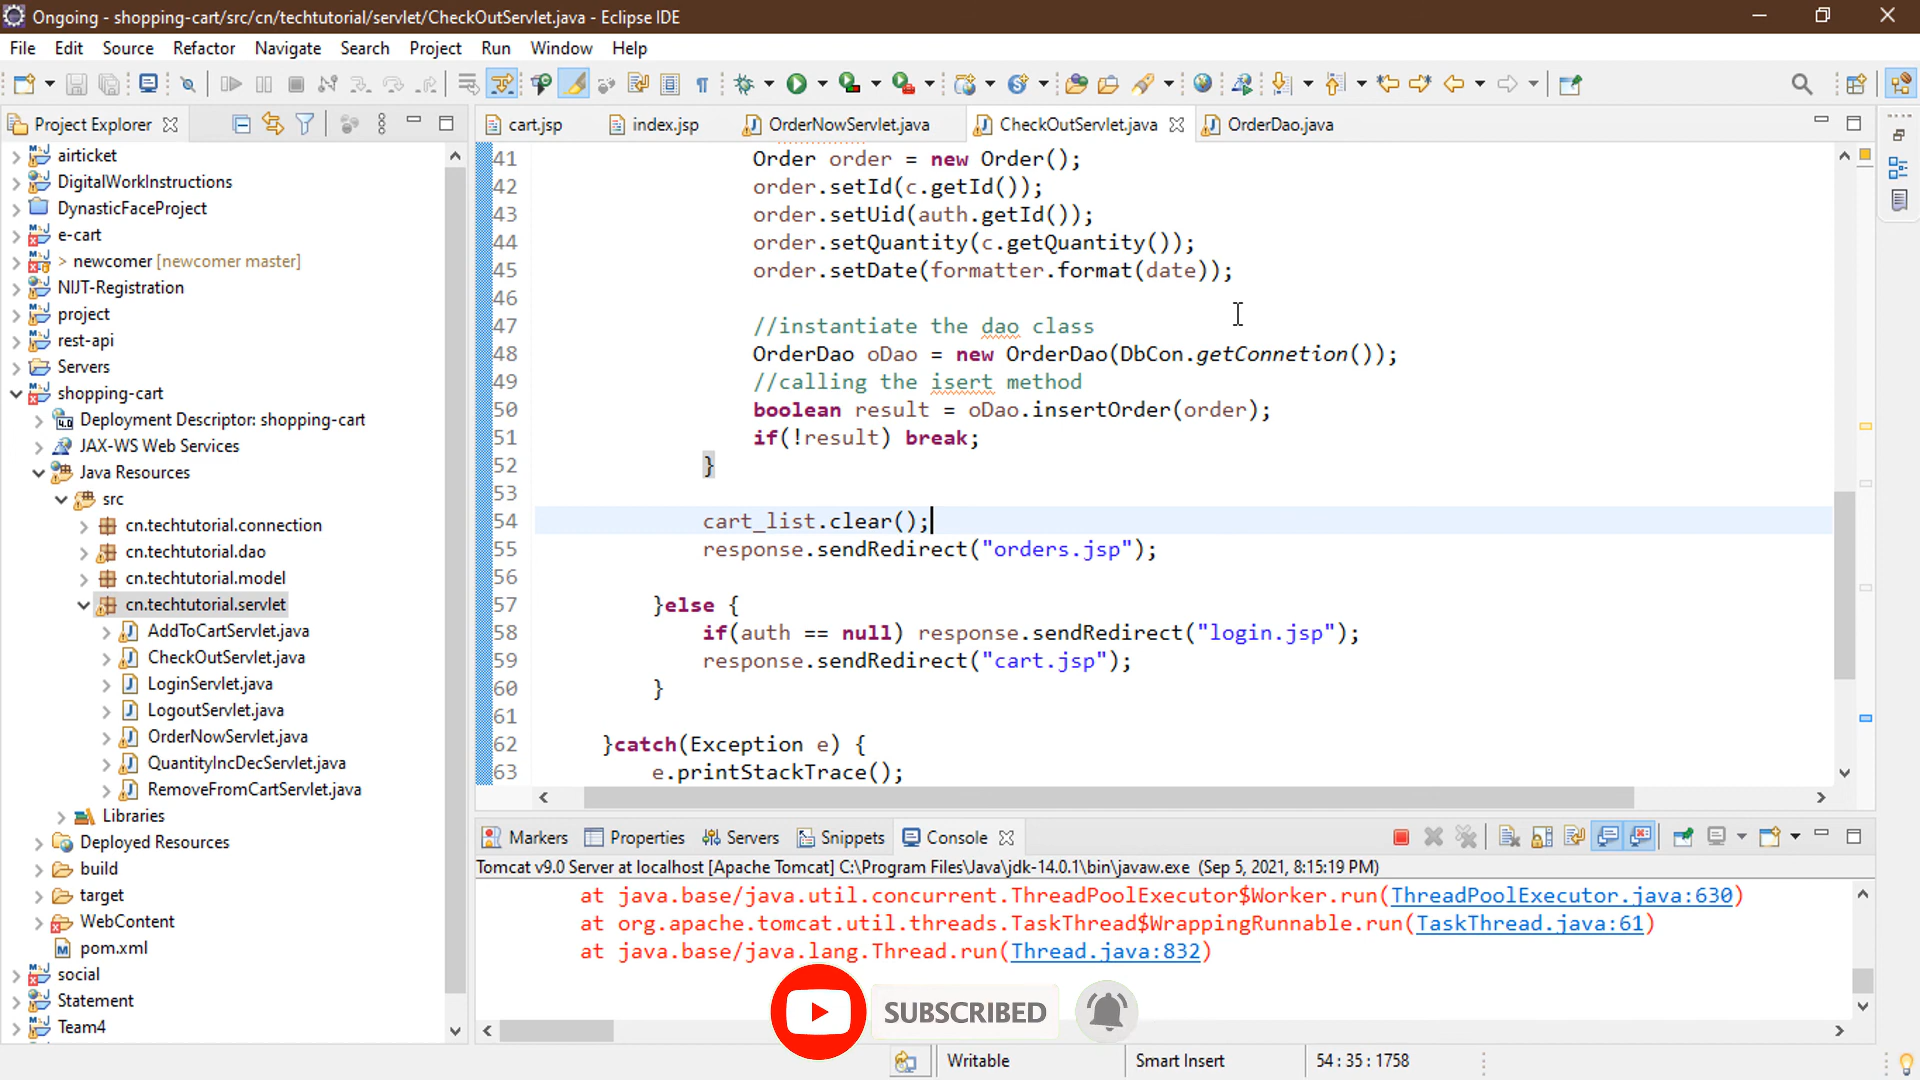 Ongoing - shopping-cart/src/cn/techtutorial/servlet/CheckOutServlet.java - Eclipse IDE
File Edit Source Refactor Navigate Search Project Run Window Help
Project Explorer
cart.jsp index.jsp OrderNowServlet.java CheckOutServlet.java OrderDao.java
airticket
DigitalWorkInstructions
DynasticFaceProject
e-cart
> newcomer [newcomer master]
NIJT-Registration
project
rest-api
Servers
shopping-cart
Deployment Descriptor: shopping-cart
JAX-WS Web Services
Java Resources
src
cn.techtutorial.connection
cn.techtutorial.dao
cn.techtutorial.model
cn.techtutorial.servlet
AddToCartServlet.java
CheckOutServlet.java
LoginServlet.java
LogoutServlet.java
OrderNowServlet.java
QuantityIncDecServlet.java
RemoveFromCartServlet.java
Libraries
Deployed Resources
build
target
WebContent
pom.xml
social
Statement
Team4
41 Order order = new Order();
42 order.setId(c.getId());
43 order.setUid(auth.getId());
44 order.setQuantity(c.getQuantity());
45 order.setDate(formatter.format(date));
46
47 //instantiate the dao class
48 OrderDao oDao = new OrderDao(DbCon.getConnetion());
49 //calling the isert method
50 boolean result = oDao.insertOrder(order);
51 if(!result) break;
52 }
53
54 cart_list.clear();
55 response.sendRedirect("orders.jsp");
56
57 }else {
58 if(auth == null) response.sendRedirect("login.jsp");
59 response.sendRedirect("cart.jsp");
60 }
61
62 }catch(Exception e) {
63 e.printStackTrace();
Markers Properties Servers Snippets Console
Tomcat v9.0 Server at localhost [Apache Tomcat] C:\Program Files\Java\jdk-14.0.1\bin\javaw.exe (Sep 5, 2021, 8:15:19 PM)
at java.base/java.util.concurrent.ThreadPoolExecutor$Worker.run(ThreadPoolExecutor.java:630)
at org.apache.tomcat.util.threads.TaskThread$WrappingRunnable.run(TaskThread.java:61)
at java.base/java.lang.Thread.run(Thread.java:832)
SUBSCRIBED
Writable Smart Insert 54 : 35 : 1758